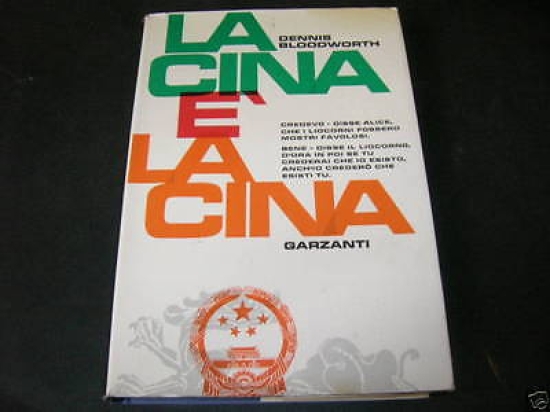 LA
DENNIS
BLOODWORTH
CINA
È
CREDEVO - DISSE ALICE,
CHE I LIOCORNI FOSSERO
MOSTRI FAVOLOSI.
BENE - DISSE IL LIOCORNO,
D'ORA IN POI SE TU
CREDERAI CHE IO ESISTO,
ANCH'IO CREDERÒ CHE
ESISTI TU.
LA
CINA
GARZANTI